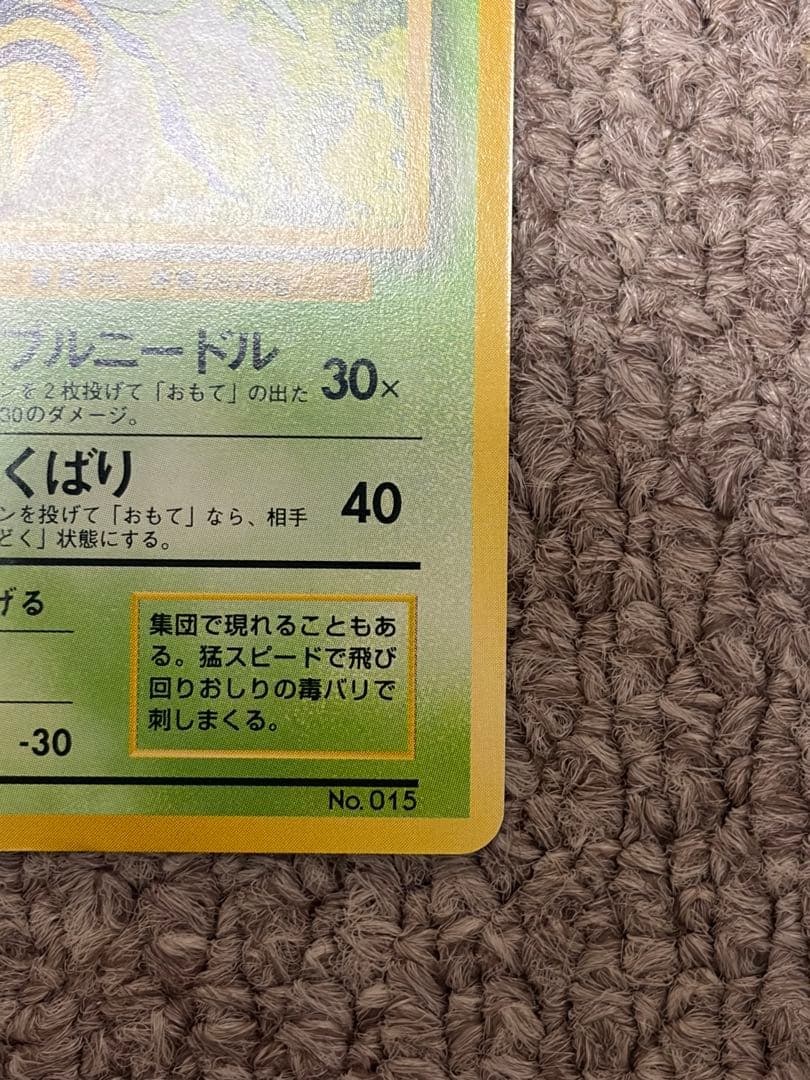 フルニードル
ンを2枚投げて「おもて」の出た
30×
30のダメージ。
くばり
ンを投げて「おもて」なら、相手
40
どく」状態にする。
げる
集団で現れることもあ
る。猛スピードで飛び
回りおしりの毒バリで
刺しまくる。
-30
No. 015